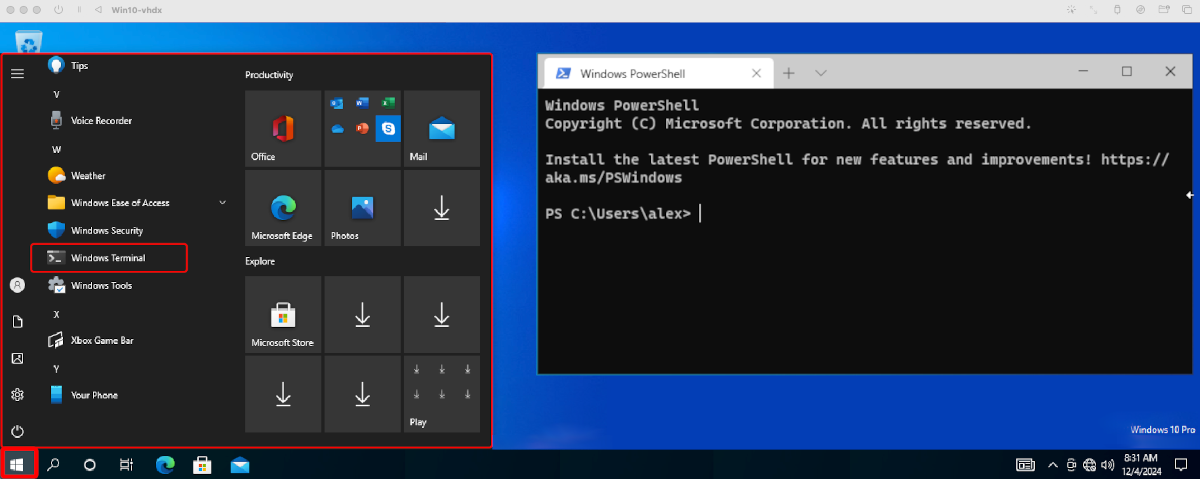 Win10-vhdx
Tips
V
Voice Recorder
W
Weather
Windows Ease of Access
Windows Security
Windows Terminal
Windows Tools
X
Xbox Game Bar
Y
Your Phone
Productivity
Office
Mail
Microsoft Edge
Photos
Explore
Microsoft Store
Play
Windows PowerShell
Windows PowerShell
Copyright (C) Microsoft Corporation. All rights reserved.
Install the latest PowerShell for new features and improvements! https://
aka.ms/PSWindows
PS C:\Users\alex>
Windows 10 Pro
8:31 AM
12/4/2024